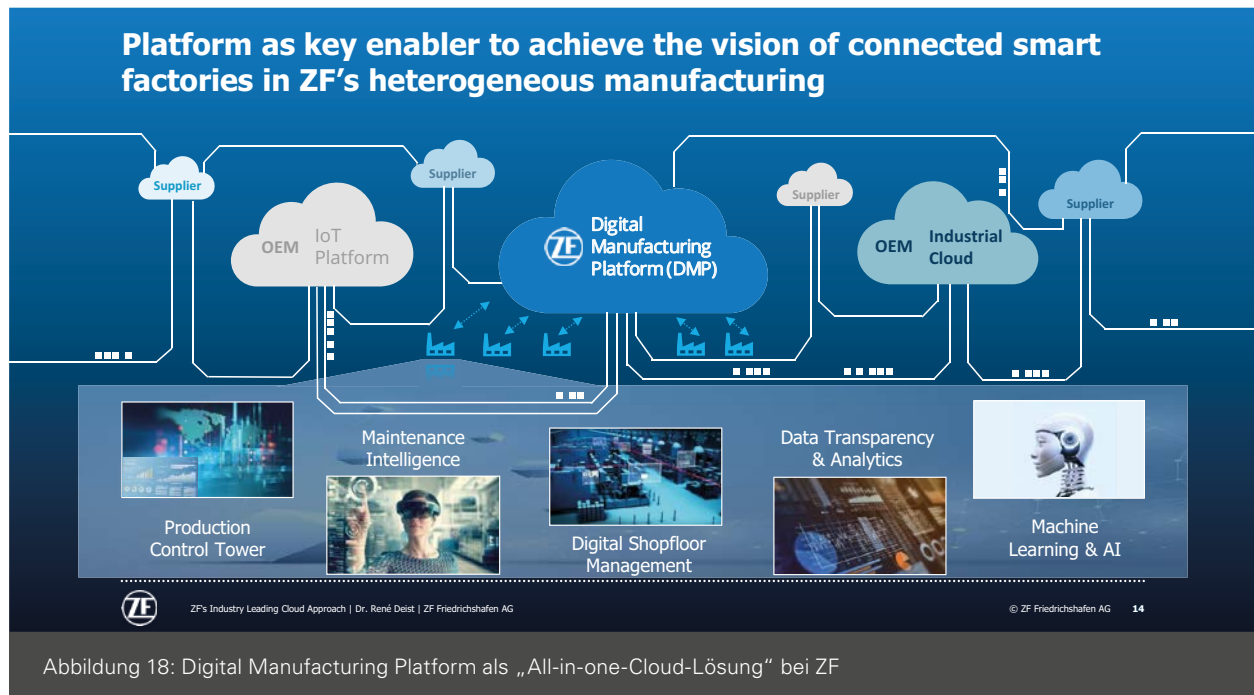 Platform as key enabler to achieve the vision of connected smart
factories in ZF’s heterogeneous manufacturing
Supplier
Supplier
Supplier
Supplier
OEM
IoT
Platform
ZF
Digital
Manufacturing
Platform (DMP)
OEM
Industrial
Cloud
Production
Control Tower
Maintenance
Intelligence
Digital Shopfloor
Management
Data Transparency
& Analytics
Machine
Learning & AI
ZF
ZF's Industry Leading Cloud Approach | Dr. René Deist | ZF Friedrichshafen AG
© ZF Friedrichshafen AG 14
Abbildung 18: Digital Manufacturing Platform als „All-in-one-Cloud-Lösung“ bei ZF